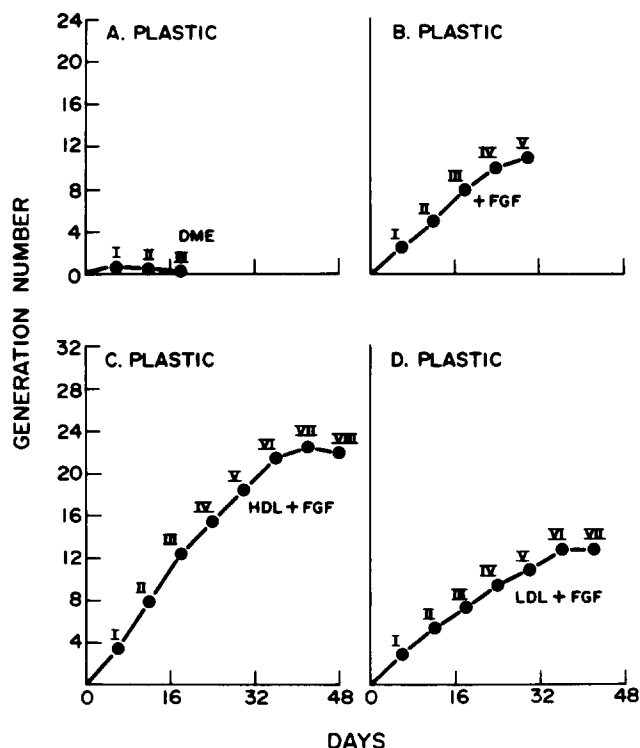 GENERATION NUMBER
A. PLASTIC
24
20
16
12
8
4
0
I
II
III
DME
B. PLASTIC
I
II
III
IV
V
+ FGF
C. PLASTIC
32
28
24
20
16
12
8
4
I
II
III
IV
V
VI
VII
VIII
HDL + FGF
0 16 32 48
D. PLASTIC
I
II
III
IV
V
VI
VII
LDL + FGF
0 16 32 48
DAYS